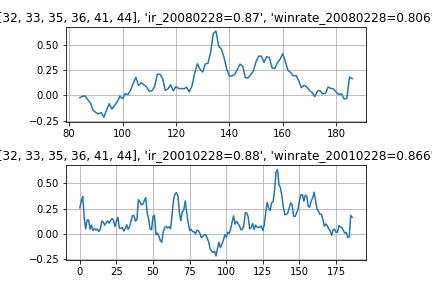 [32, 33, 35, 36, 41, 44], 'ir_20080228=0.87', 'winrate_20080228=0.806'
0.50
0.25
0.00
−0.25
80 100 120 140 160 180
[32, 33, 35, 36, 41, 44], 'ir_20010228=0.88', 'winrate_20010228=0.866'
0.50
0.25
0.00
−0.25
0 25 50 75 100 125 150 175